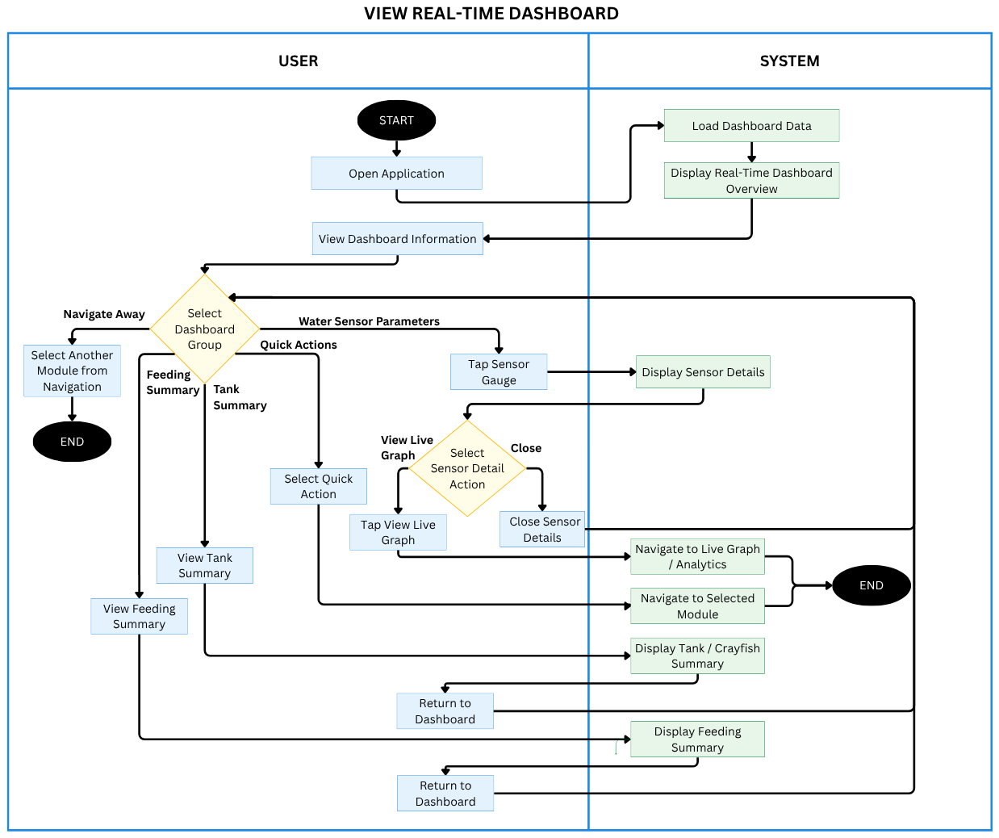 VIEW REAL-TIME DASHBOARD
USER
SYSTEM
START
Load Dashboard Data
Open Application
Display Real-Time Dashboard
Overview
View Dashboard Information
Navigate Away
Select
Dashboard
Group
Water Sensor Parameters
Quick Actions
Select Another
Module from
Navigation
Feeding
Summary
Tank
Summary
Tap Sensor
Gauge
Display Sensor Details
END
View Live
Graph
Select
Sensor Detail
Action
Close
Select Quick
Action
Tap View Live
Graph
Close Sensor
Details
View Tank
Summary
Navigate to Live Graph
/ Analytics
END
View Feeding
Summary
Navigate to Selected
Module
Display Tank / Crayfish
Summary
Return to
Dashboard
Display Feeding
Summary
Return to
Dashboard